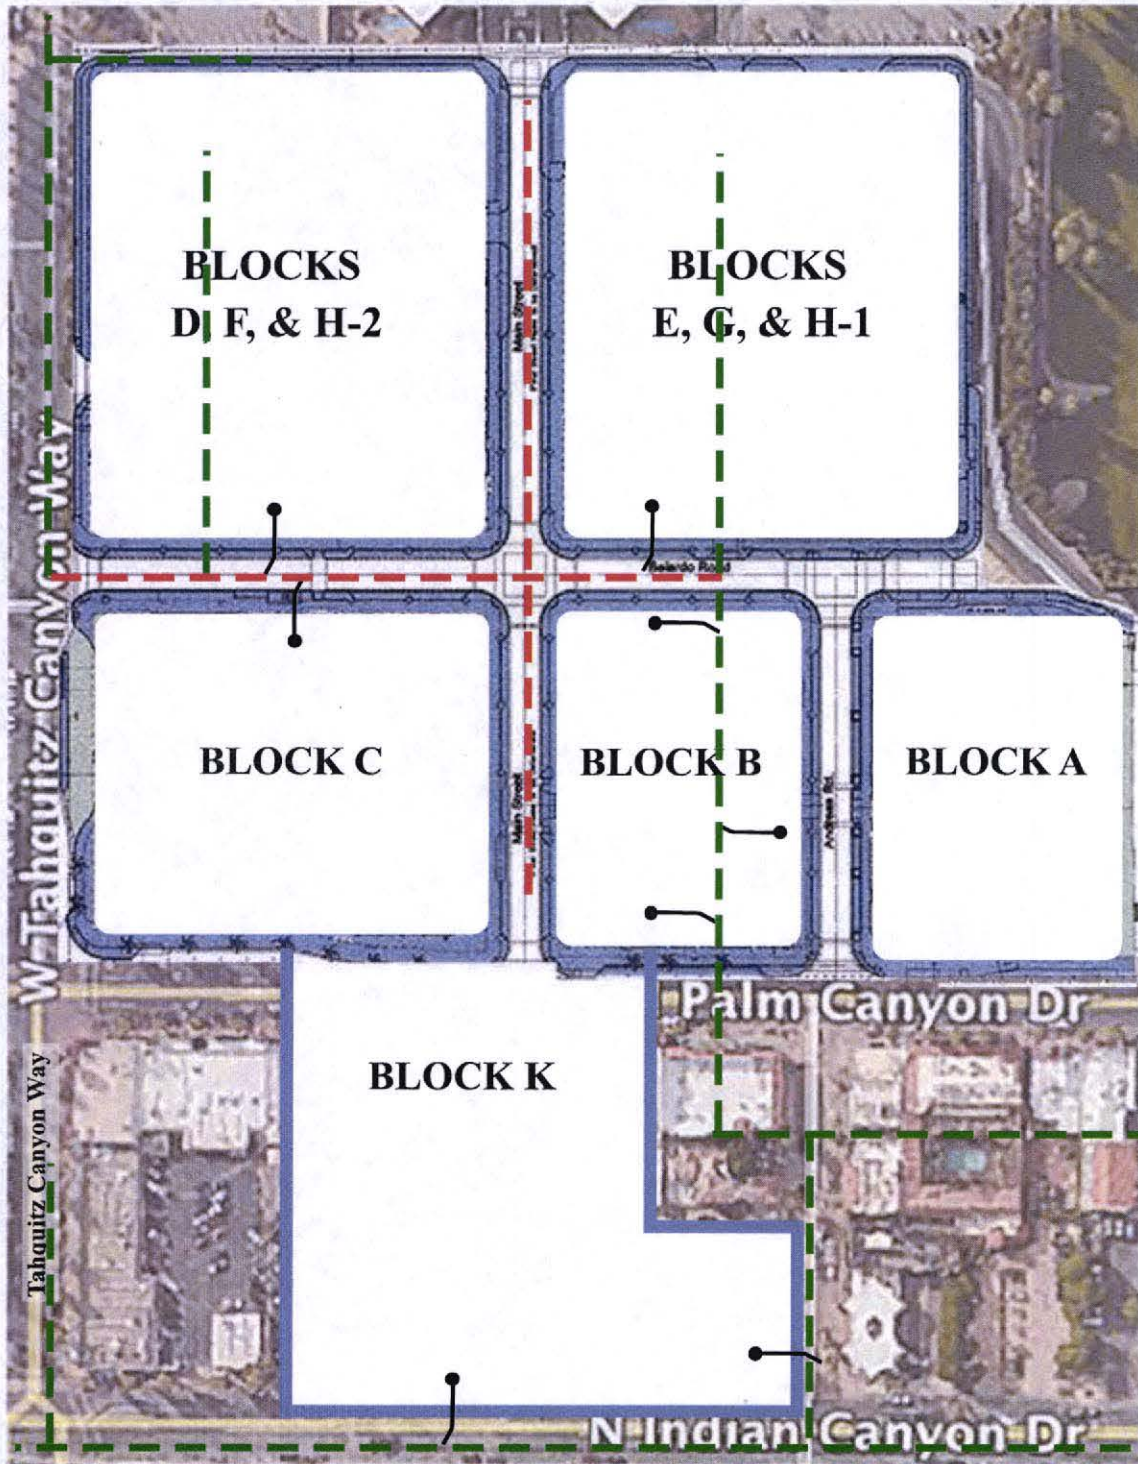 BLOCKS
D, F, & H-2
BLOCKS
E, G, & H-1
Main Street
W Tahquitz Canyon Way
Belardo Road
BLOCK C
BLOCK B
BLOCK A
Main Street
Andreas Rd.
Palm Canyon Dr
BLOCK K
Tahquitz Canyon Way
N Indian Canyon Dr